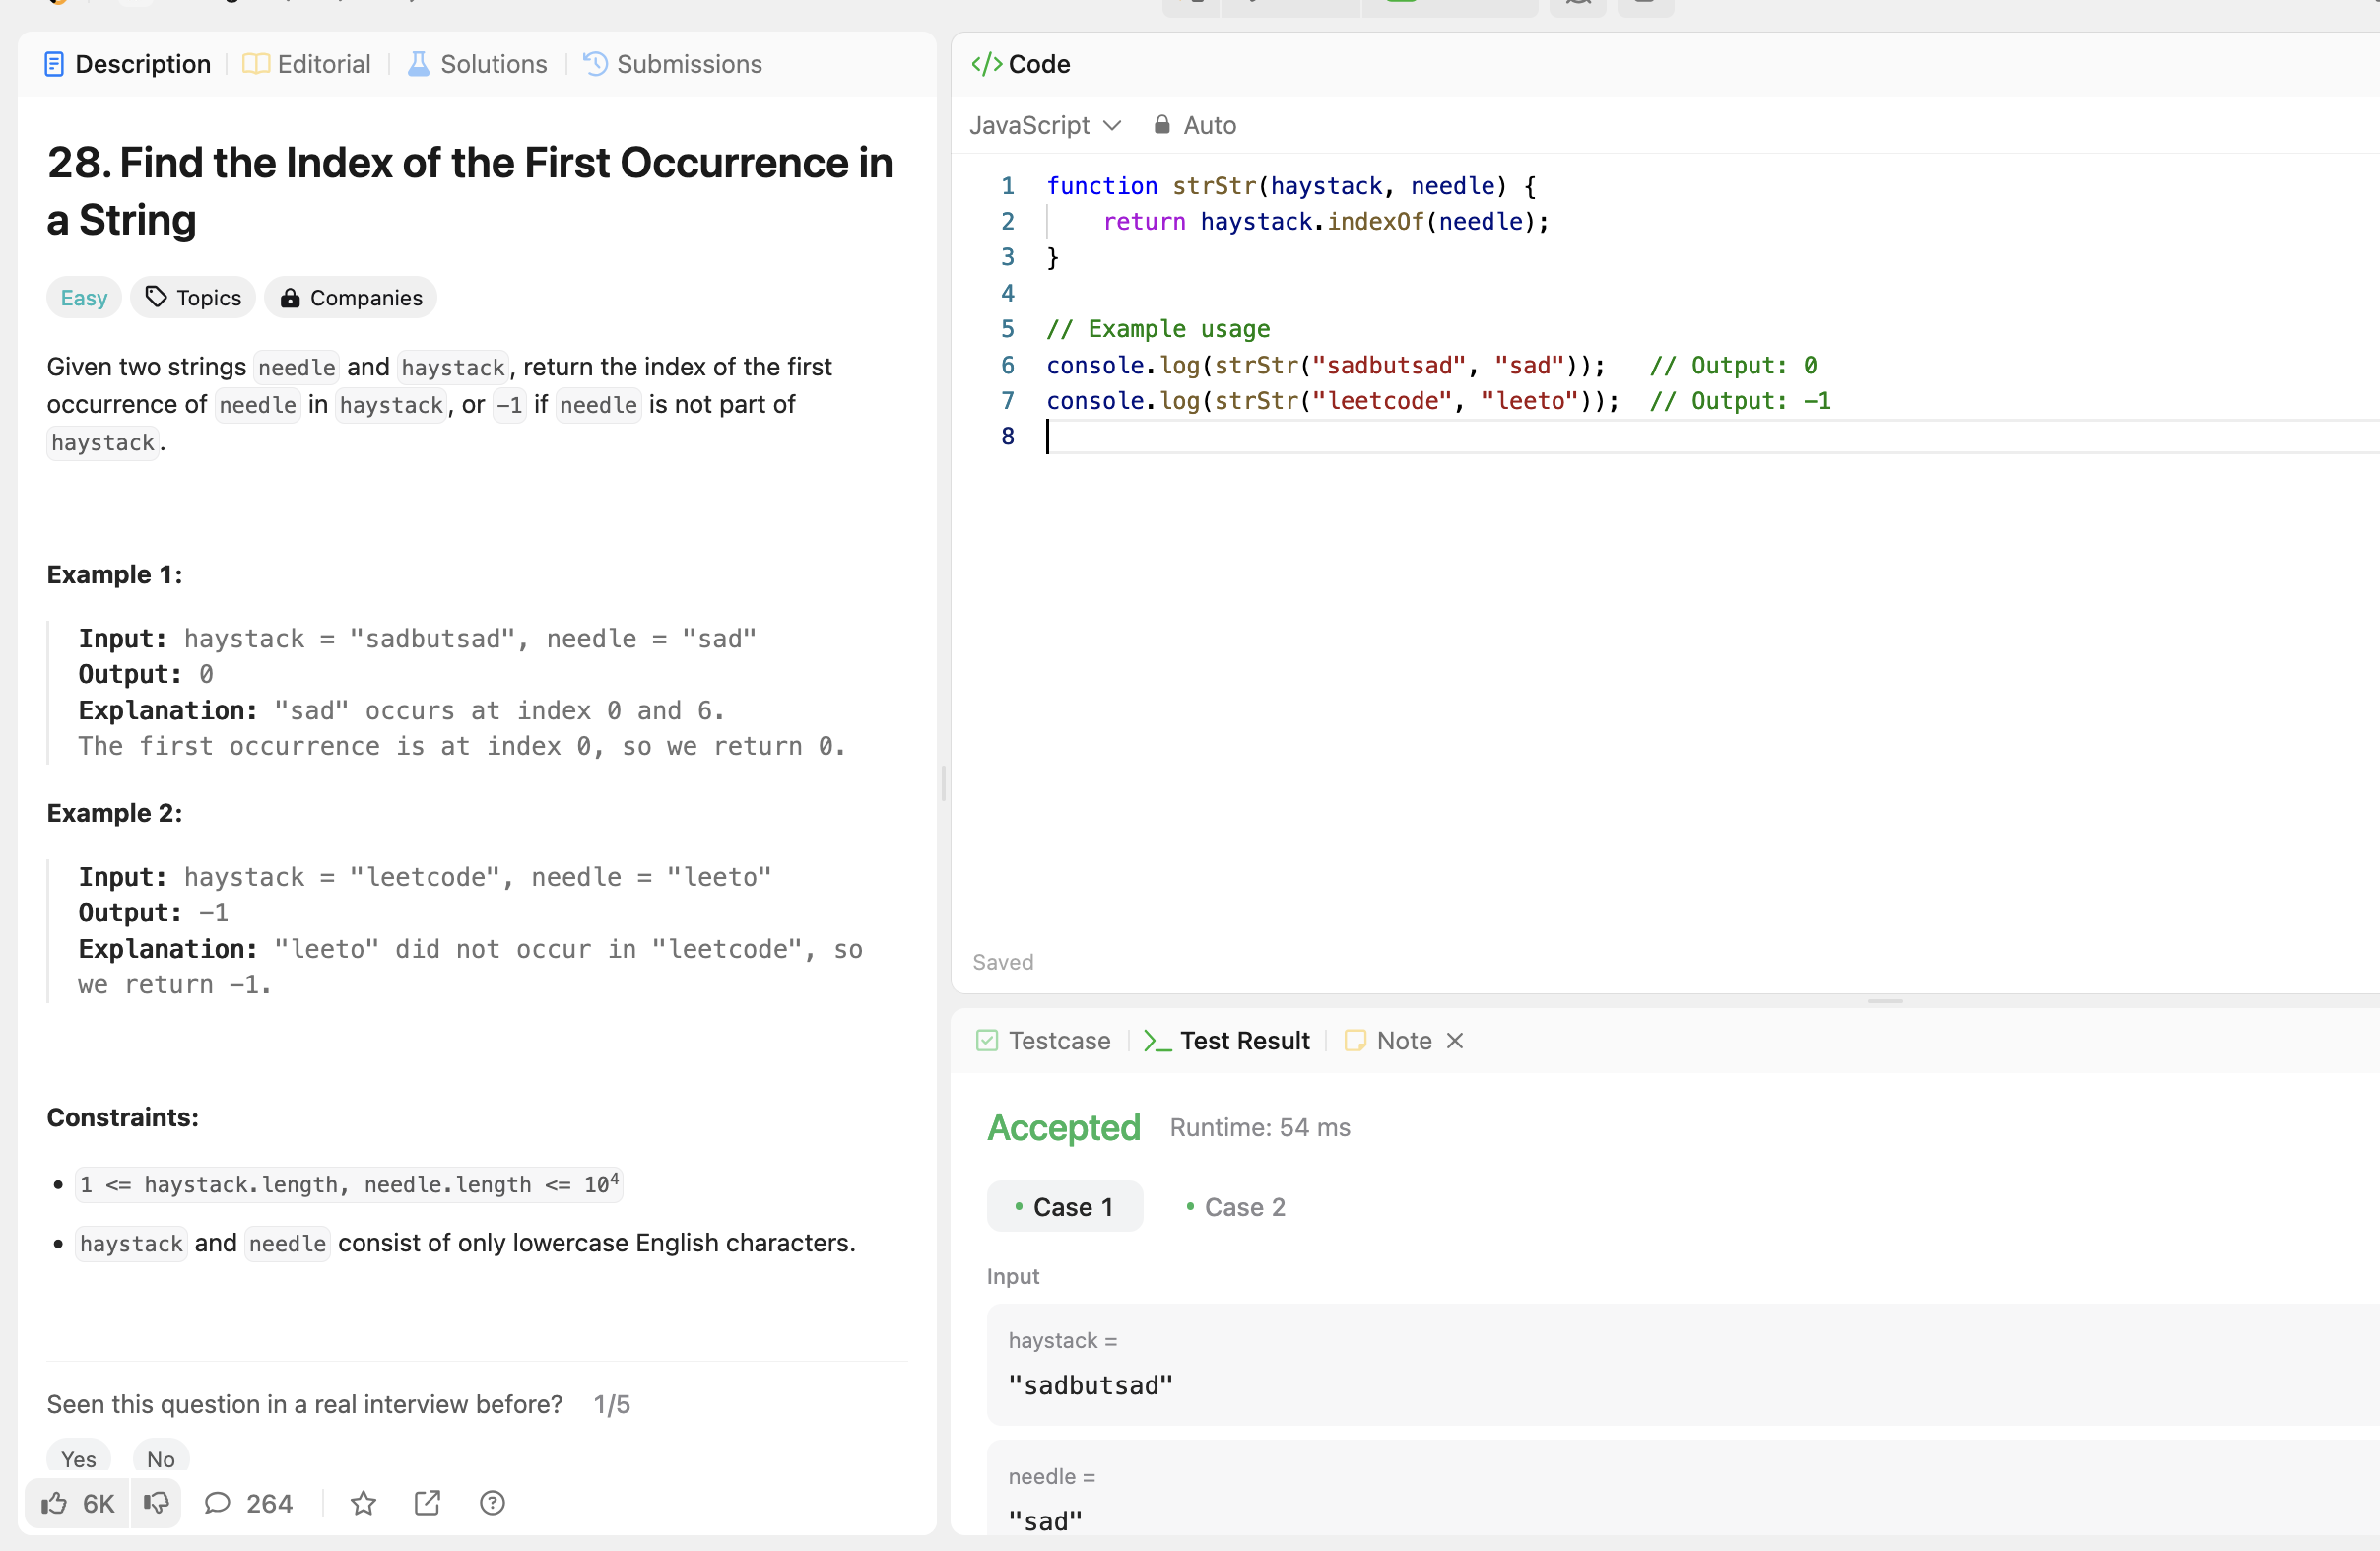 Description
Editorial
Solutions
Submissions
28. Find the Index of the First Occurrence in
a String
Easy
Topics
Companies
Given two strings needle and haystack, return the index of the first
occurrence of needle in haystack, or -1 if needle is not part of
haystack.
Example 1:
Input: haystack = "sadbutsad", needle = "sad"
Output: 0
Explanation: "sad" occurs at index 0 and 6.
The first occurrence is at index 0, so we return 0.
Example 2:
Input: haystack = "leetcode", needle = "leeto"
Output: -1
Explanation: "leeto" did not occur in "leetcode", so
we return -1.
Constraints:
• 1 <= haystack.length, needle.length <= 10⁴
• haystack and needle consist of only lowercase English characters.
Seen this question in a real interview before? 1/5
Yes
No
6K
264
</> Code
JavaScript
Auto
1 function strStr(haystack, needle) {
2     return haystack.indexOf(needle);
3 }
4
5 // Example usage
6 console.log(strStr("sadbutsad", "sad"));   // Output: 0
7 console.log(strStr("leetcode", "leeto"));  // Output: -1
8
Saved
Testcase
Test Result
Note
Accepted
Runtime: 54 ms
• Case 1
• Case 2
Input
haystack =
"sadbutsad"
needle =
"sad"